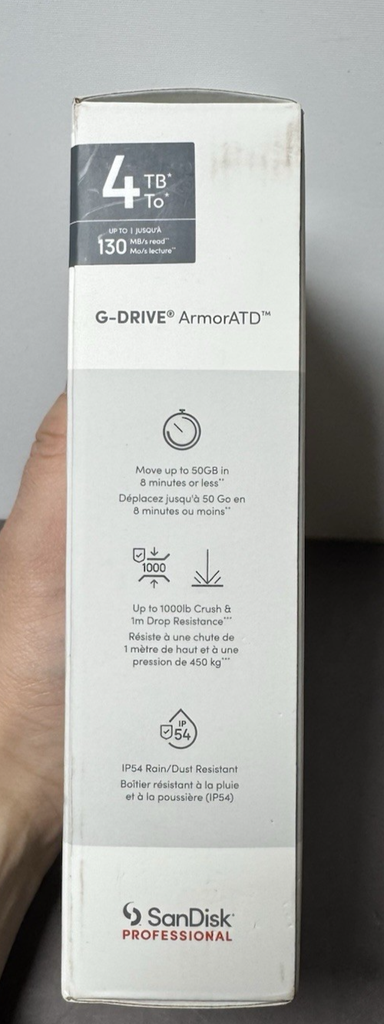 4 TB*
To*
UP TO | JUSQU'À
130 MB/s read**
Mo/s lecture**
G-DRIVE® ArmorATD™
Move up to 50GB in
8 minutes or less**
Déplacez jusqu'à 50 Go en
8 minutes ou moins**
1000
Up to 1000lb Crush &
1m Drop Resistance***
Résiste à une chute de
1 mètre de haut et à une
pression de 450 kg***
IP
54
IP54 Rain/Dust Resistant
Boîtier résistant à la pluie
et à la poussière (IP54)
SanDisk®
PROFESSIONAL